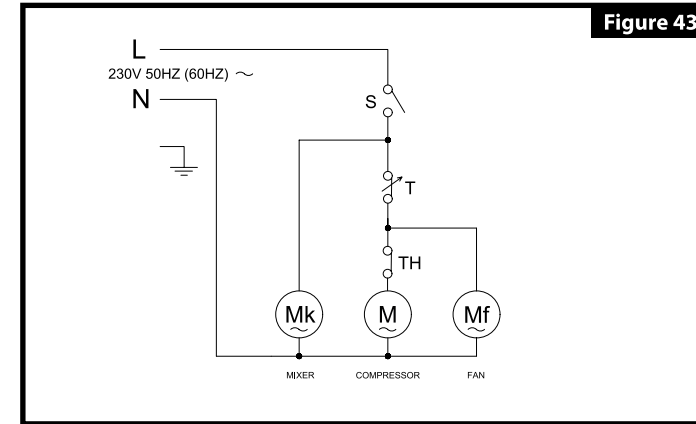 Figure 43
L
230V 50HZ (60HZ) ~
N
S
T
TH
Mk
M
Mf
MIXER COMPRESSOR FAN